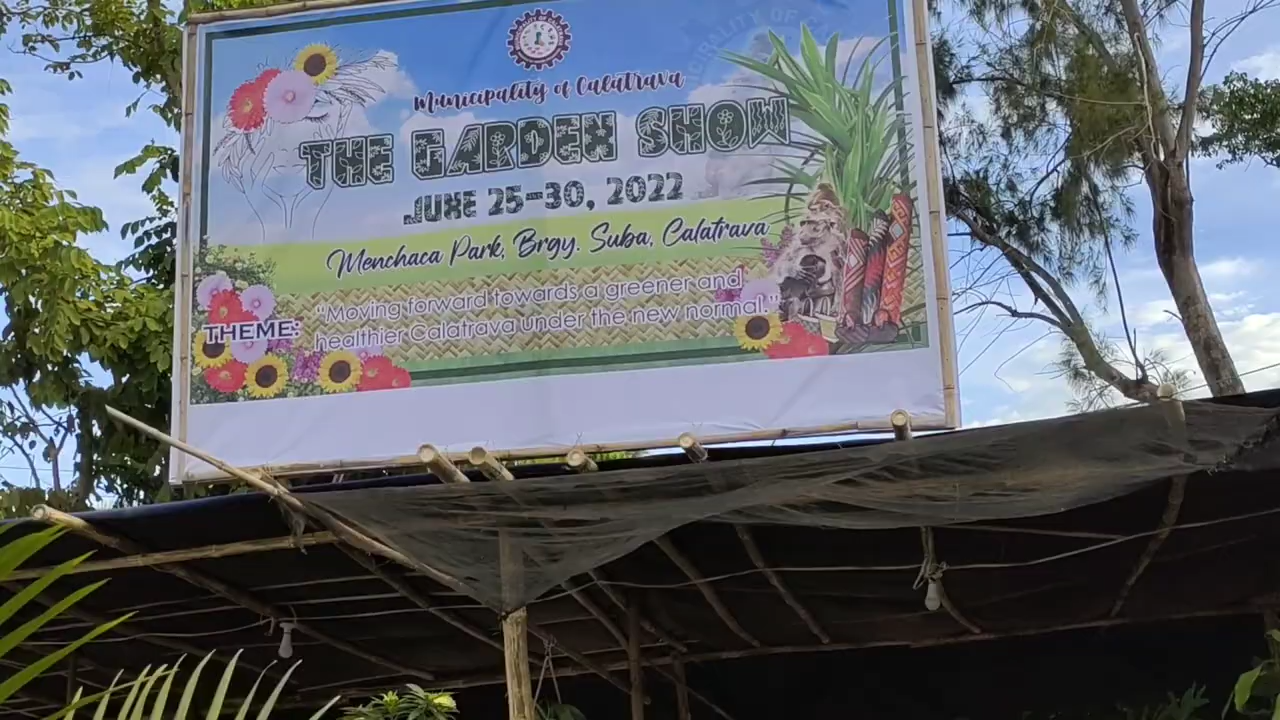 Municipality of Calatrava
THE GARDEN SHOW
JUNE 25-30, 2022
Menchaca Park, Brgy. Suba, Calatrava
THEME:
"Moving forward towards a greener and
healthier Calatrava under the new normal."